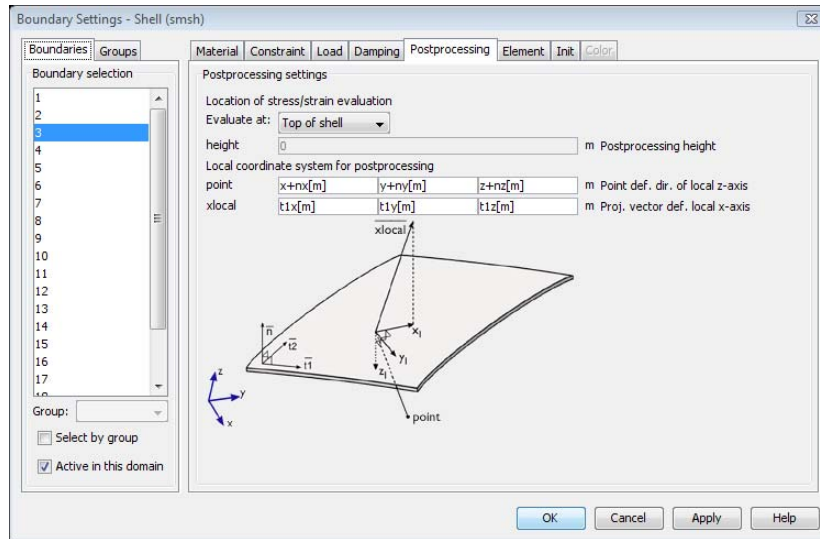 Boundary Settings - Shell (smsh)
Boundaries Groups
Boundary selection
1
2
3
4
5
6
7
8
9
10
11
12
13
14
15
16
17
Group:
Select by group
Active in this domain
Material Constraint Load Damping Postprocessing Element Init Color
Postprocessing settings
Location of stress/strain evaluation
Evaluate at: Top of shell
height 0 m Postprocessing height
Local coordinate system for postprocessing
point x+nx[m] y+ny[m] z+nz[m] m Point def. dir. of local z-axis
xlocal t1x[m] t1y[m] t1z[m] m Proj. vector def. local x-axis
xlocal
n
t2
t1
xl
yl
zl
point
z
y
x
OK Cancel Apply Help